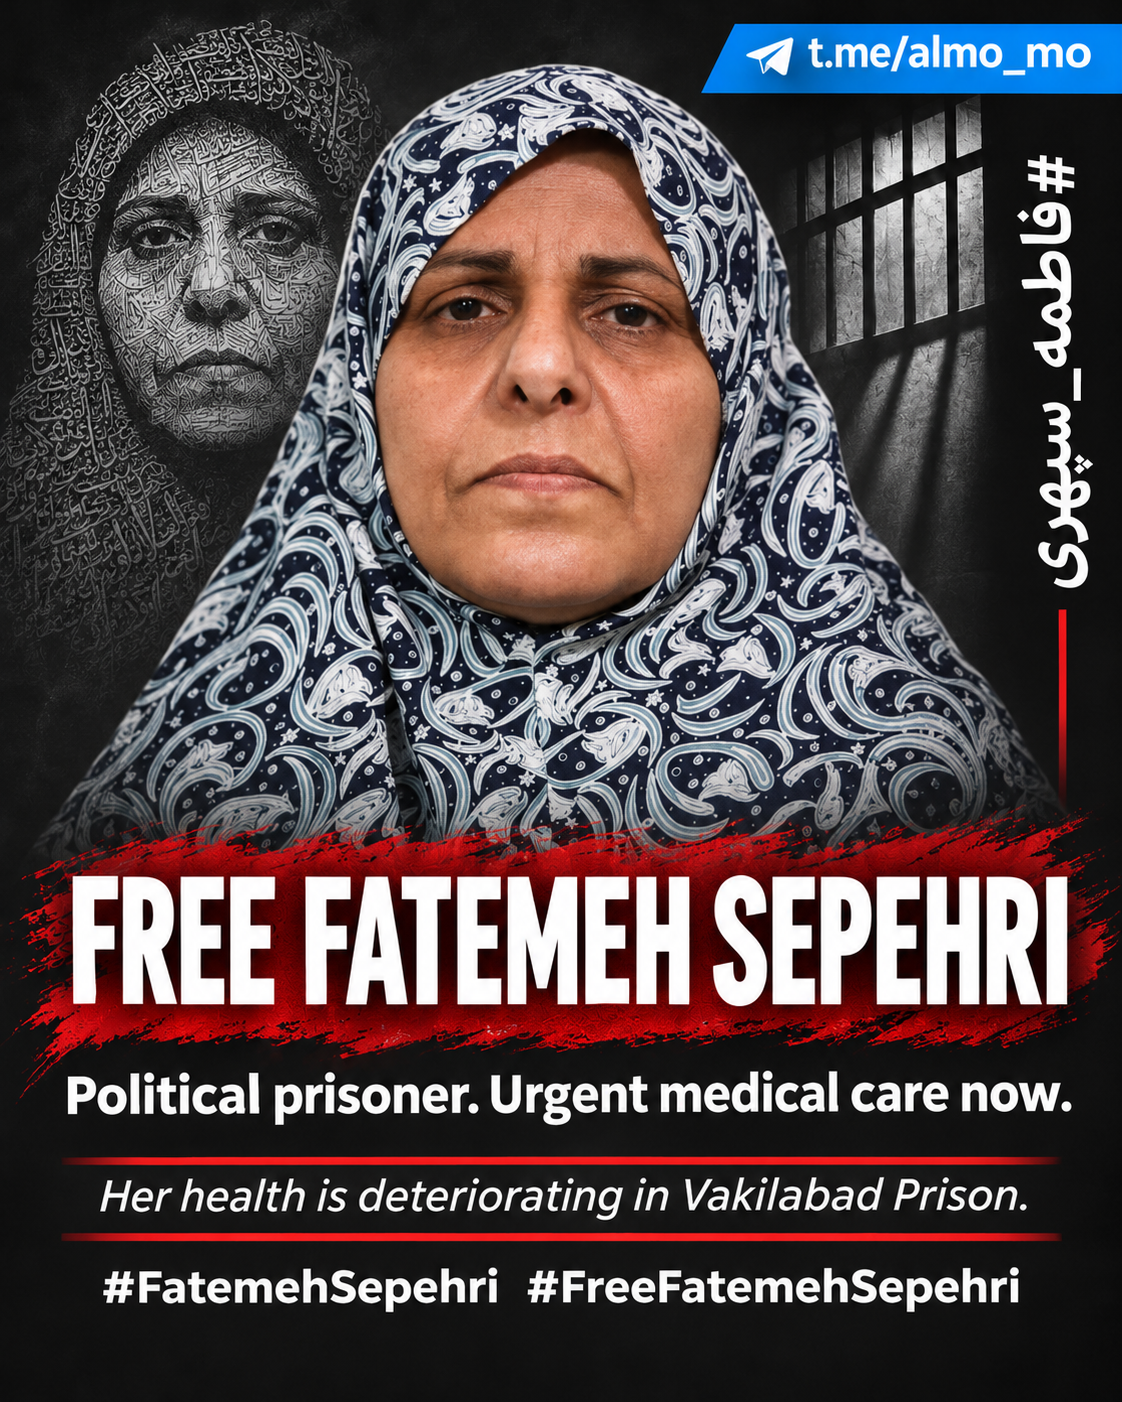 t.me/almo_mo
#فاطمه_سپهری
FREE FATEMEH SEPEHRI
Political prisoner. Urgent medical care now.
Her health is deteriorating in Vakilabad Prison.
#FatemehSepehri #FreeFatemehSepehri